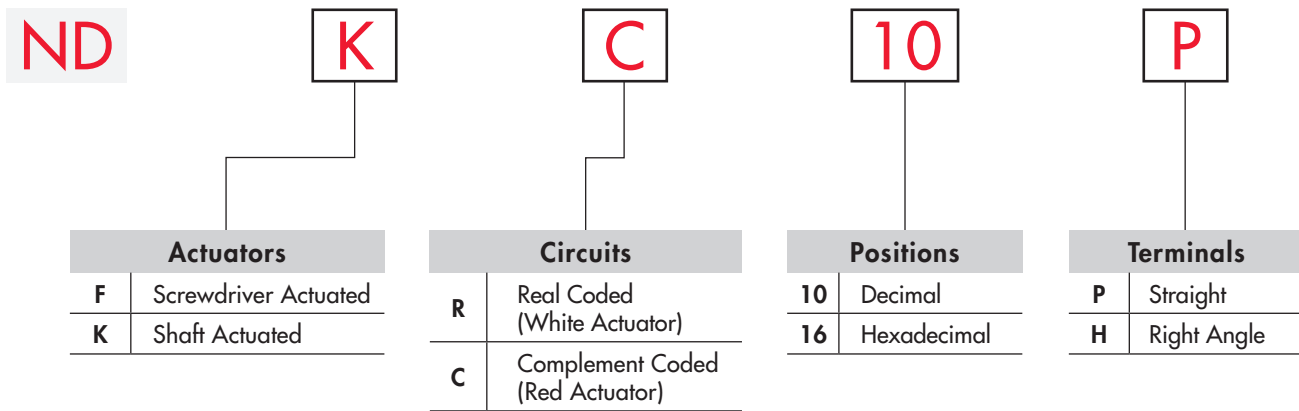 ND K C 10 P
Actuators
F Screwdriver Actuated
K Shaft Actuated
Circuits
R Real Coded
(White Actuator)
C Complement Coded
(Red Actuator)
Positions
10 Decimal
16 Hexadecimal
Terminals
P Straight
H Right Angle